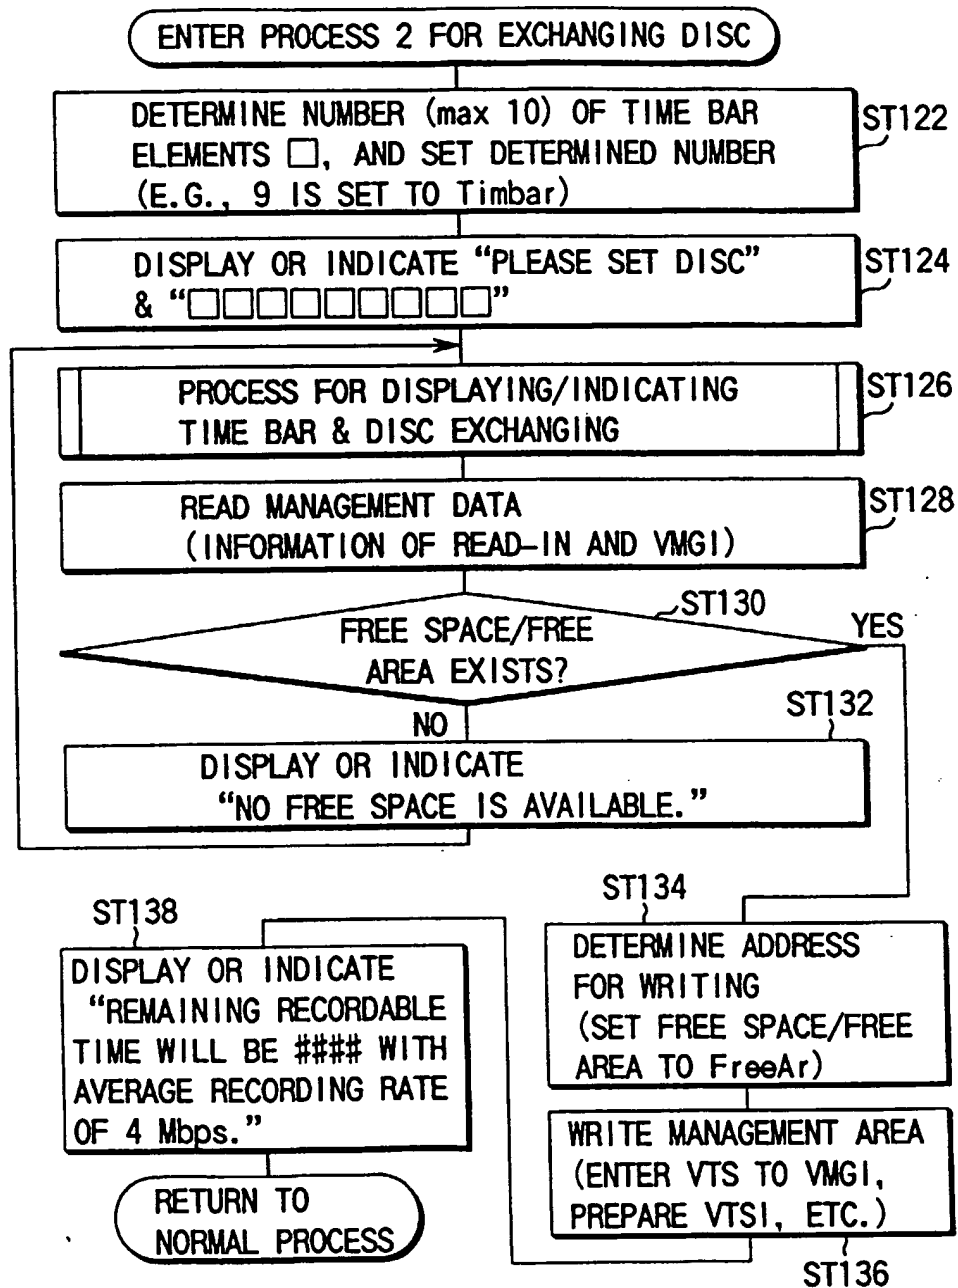 ENTER PROCESS 2 FOR EXCHANGING DISC
DETERMINE NUMBER (max 10) OF TIME BAR
ELEMENTS □, AND SET DETERMINED NUMBER
(E.G., 9 IS SET TO Timbar)
ST122
DISPLAY OR INDICATE “PLEASE SET DISC”
& “□□□□□□□□□”
ST124
PROCESS FOR DISPLAYING/INDICATING
TIME BAR & DISC EXCHANGING
ST126
READ MANAGEMENT DATA
(INFORMATION OF READ-IN AND VMGI)
ST128
ST130
FREE SPACE/FREE
AREA EXISTS?
YES
NO
ST132
DISPLAY OR INDICATE
“NO FREE SPACE IS AVAILABLE.”
ST134
DETERMINE ADDRESS
FOR WRITING
(SET FREE SPACE/FREE
AREA TO FreeAr)
WRITE MANAGEMENT AREA
(ENTER VTS TO VMGI,
PREPARE VTSI, ETC.)
ST136
ST138
DISPLAY OR INDICATE
“REMAINING RECORDABLE
TIME WILL BE #### WITH
AVERAGE RECORDING RATE
OF 4 Mbps.”
RETURN TO
NORMAL PROCESS